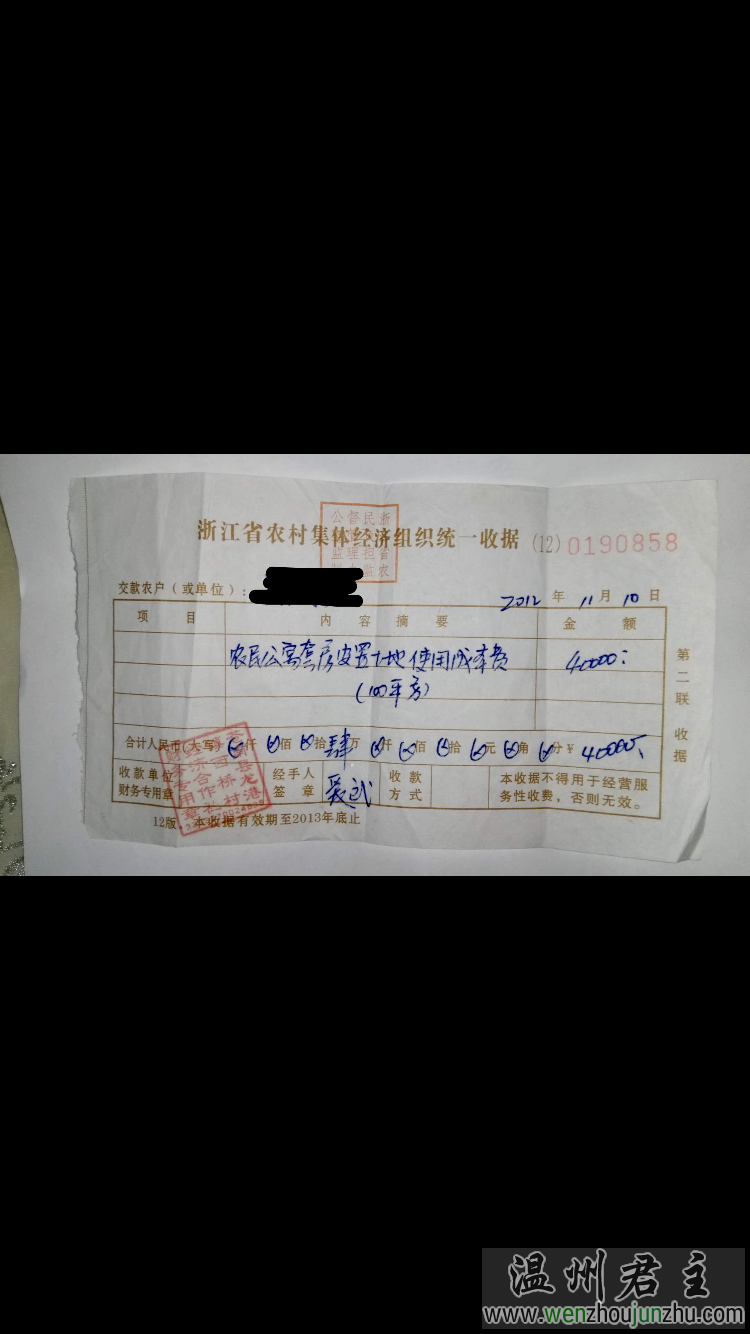 浙江省农村集体经济组织统一收据 (12) 0190858
交款农户(或单位):
2012 年 11 月 10 日
项 目 内 容 摘 要 金 额
农民公寓套房安置土地使用成本费 40000:
(100平方)
合计人民币(大写) 仟 佰 拾 肆万 仟 佰 拾 元 角 分 ¥ 40000
收款单位
财务专用章
经手人
签 章
收 款
方 式
本收据不得用于经营服
务性收费,否则无效。
12版 本收据有效期至2013年底止
第二联 收据
温州君主
www.wenzhoujunzhu.com